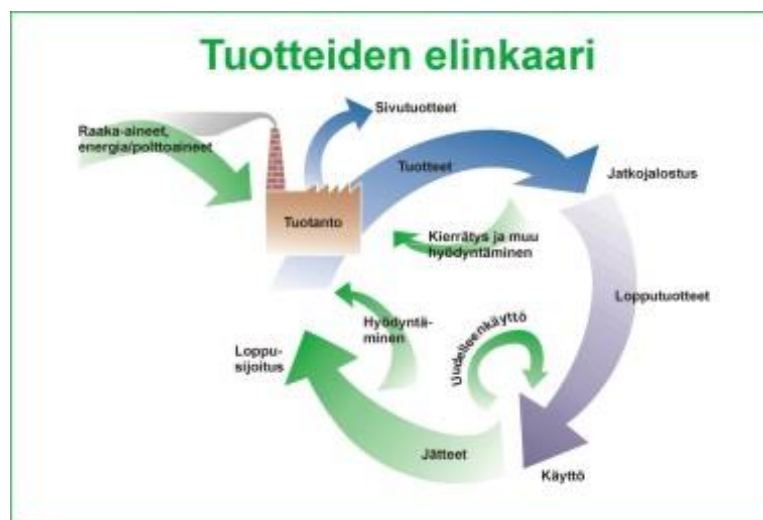 Tuotteiden elinkaari
Sivutuotteet
Raaka-aineet,
energia/polttoaineet
Tuotteet
Jatkojalostus
Tuotanto
Kierrätys ja muu
hyödyntäminen
Lopputuotteet
Hyödyntä-
minen
Uudelleenkäyttö
Loppu-
sijoitus
Jätteet
Käyttö